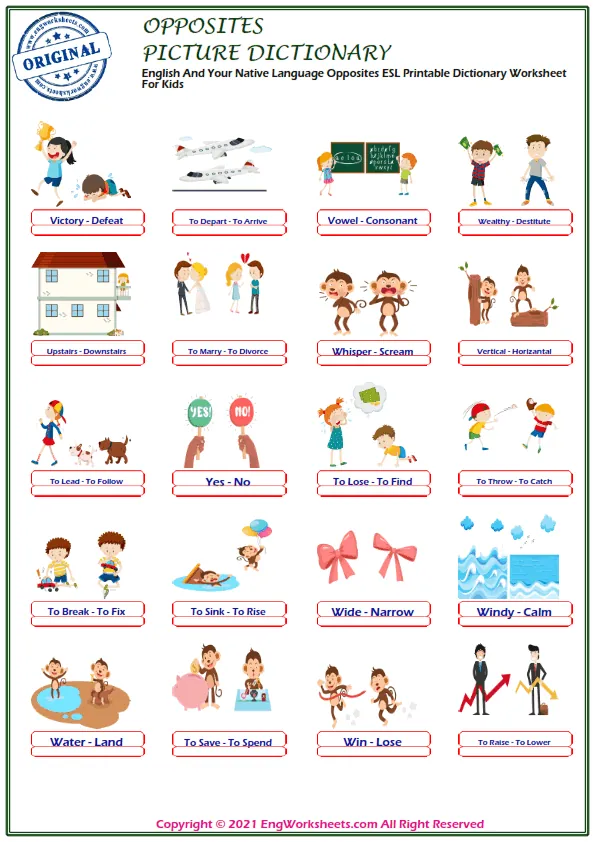 www.engworksheets.com
ORIGINAL
www.engworksheets.com
OPPOSITES
PICTURE DICTIONARY
English And Your Native Language Opposites ESL Printable Dictionary Worksheet
For Kids
Victory - Defeat
To Depart - To Arrive
Vowel - Consonant
Wealthy - Destitute
Upstairs - Downstairs
To Marry - To Divorce
Whisper - Scream
Vertical - Horizantal
YES!
NO!
To Lead - To Follow
Yes - No
To Lose - To Find
To Throw - To Catch
To Break - To Fix
To Sink - To Rise
Wide - Narrow
Windy - Calm
Water - Land
To Save - To Spend
Win - Lose
To Raise - To Lower
Copyright © 2021 EngWorksheets.com All Right Reserved